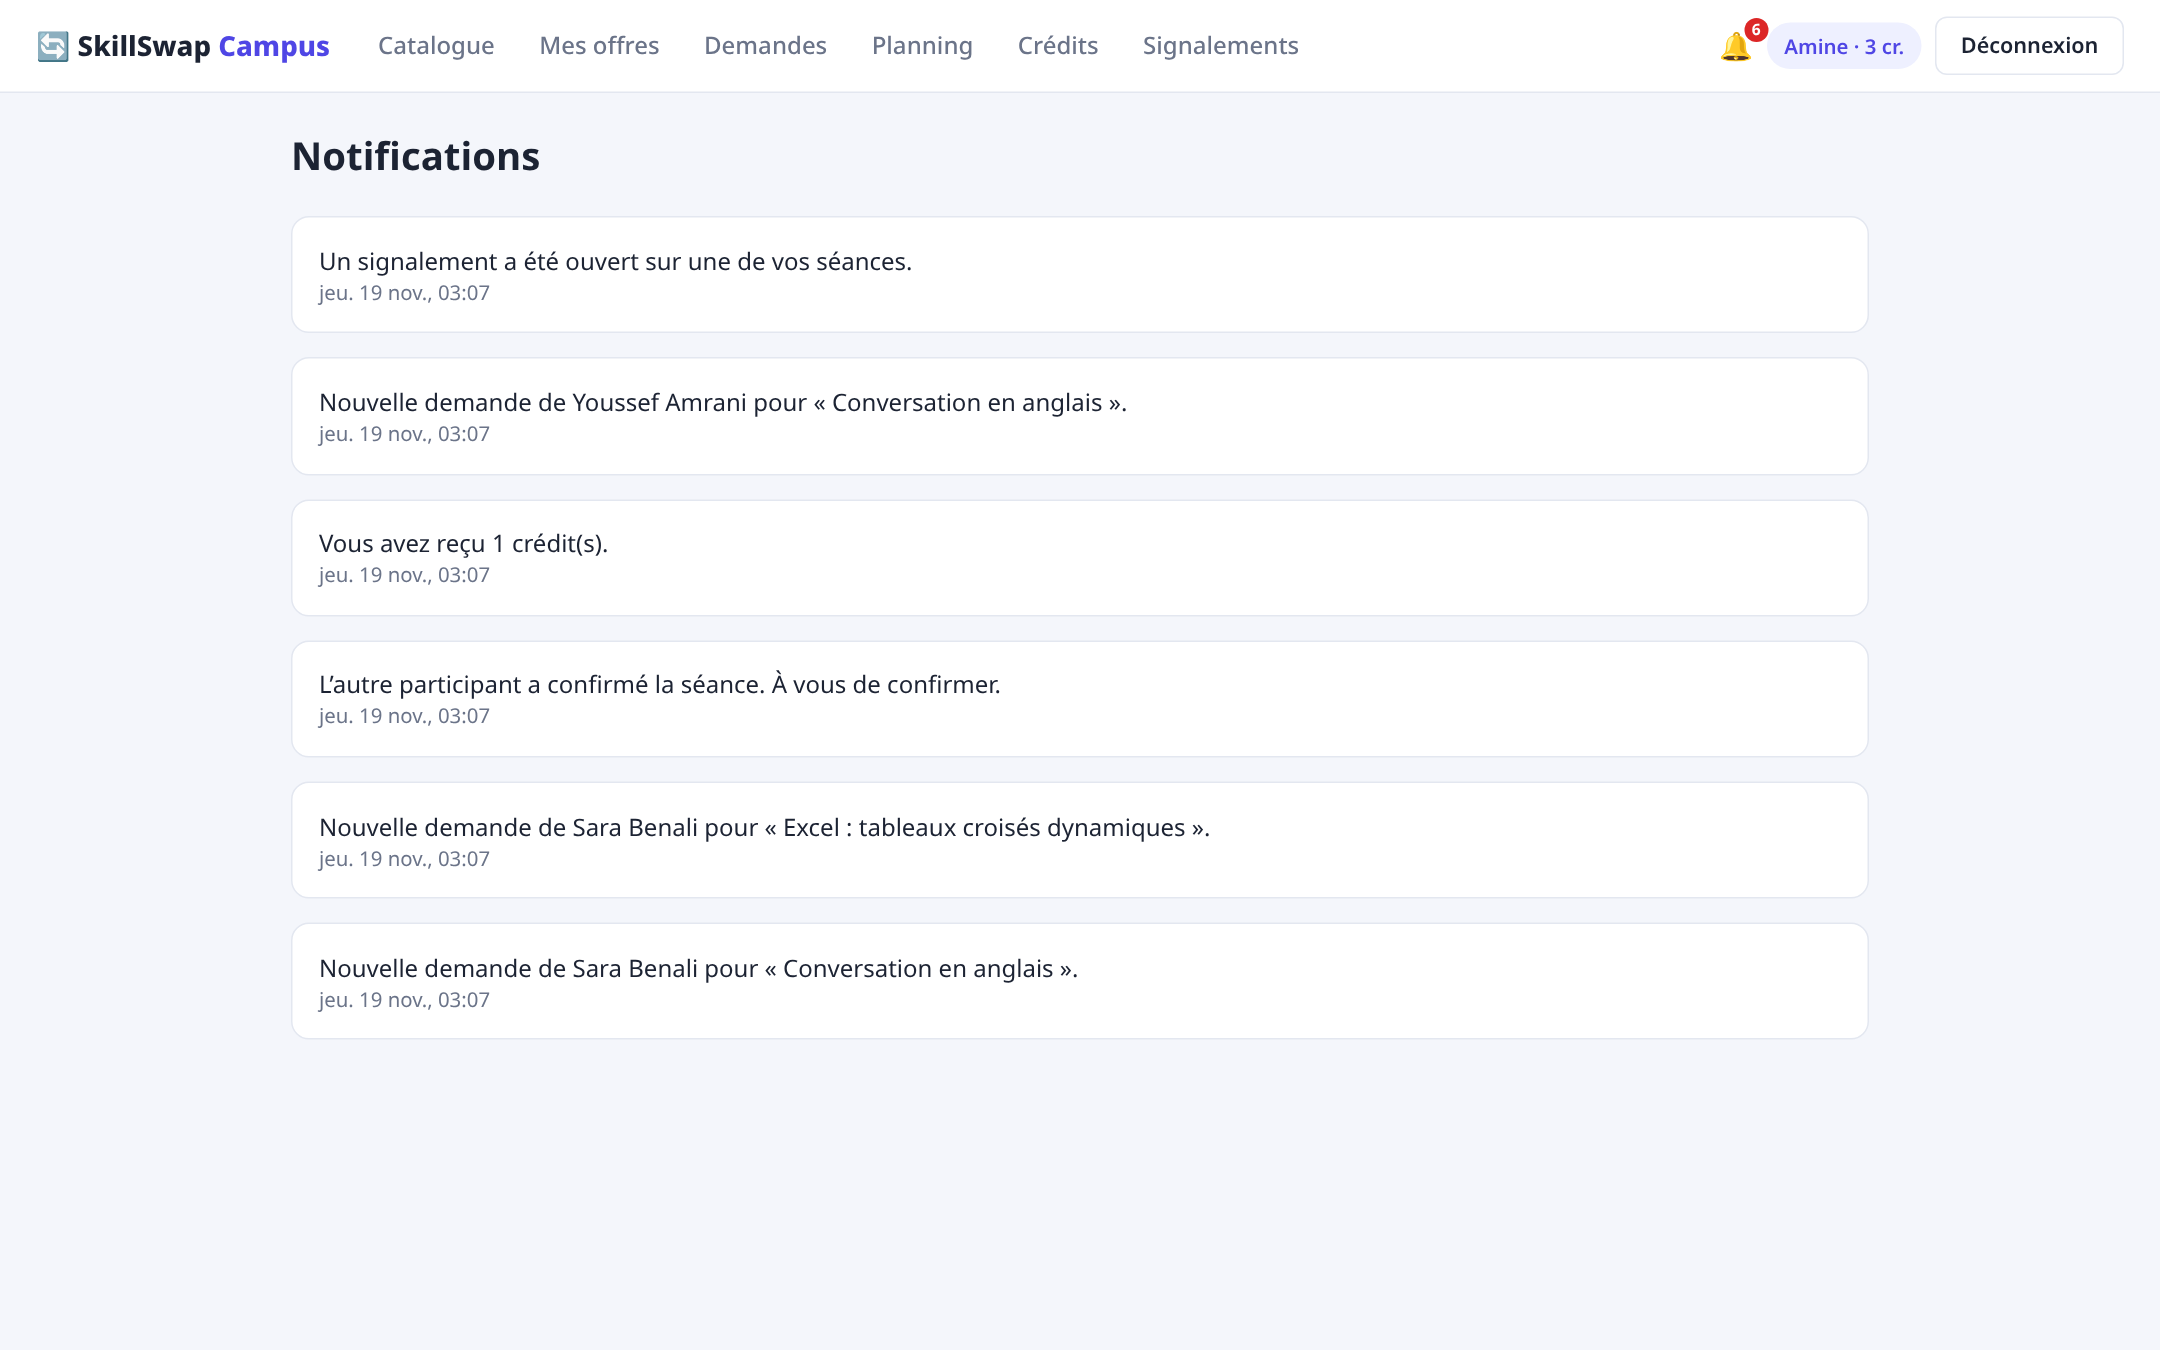 SkillSwap Campus Catalogue Mes offres Demandes Planning Crédits Signalements 6 Amine · 3 cr. Déconnexion
Notifications
Un signalement a été ouvert sur une de vos séances.
jeu. 19 nov., 03:07
Nouvelle demande de Youssef Amrani pour « Conversation en anglais ».
jeu. 19 nov., 03:07
Vous avez reçu 1 crédit(s).
jeu. 19 nov., 03:07
L’autre participant a confirmé la séance. À vous de confirmer.
jeu. 19 nov., 03:07
Nouvelle demande de Sara Benali pour « Excel : tableaux croisés dynamiques ».
jeu. 19 nov., 03:07
Nouvelle demande de Sara Benali pour « Conversation en anglais ».
jeu. 19 nov., 03:07